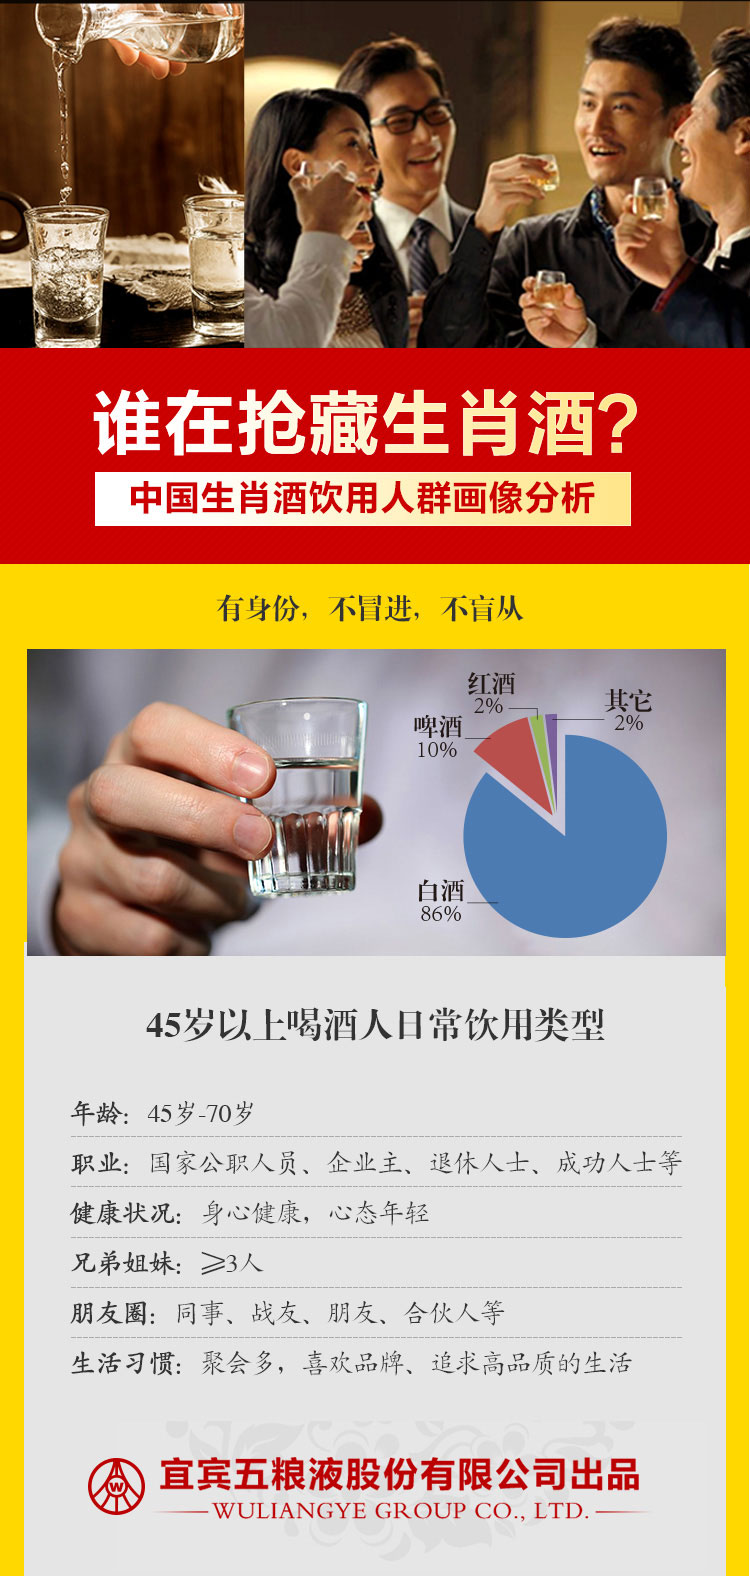 谁在抢藏生肖酒?
中国生肖酒饮用人群画像分析
有身份，不冒进，不盲从
红酒
2%
其它
2%
啤酒
10%
白酒
86%
45岁以上喝酒人日常饮用类型
年龄：45岁-70岁
职业：国家公职人员、企业主、退休人士、成功人士等
健康状况：身心健康，心态年轻
兄弟姐妹：⩾3人
朋友圈：同事、战友、朋友、合伙人等
生活习惯：聚会多，喜欢品牌、追求高品质的生活
W
宜宾五粮液股份有限公司出品
WULIANGYE GROUP CO., LTD.